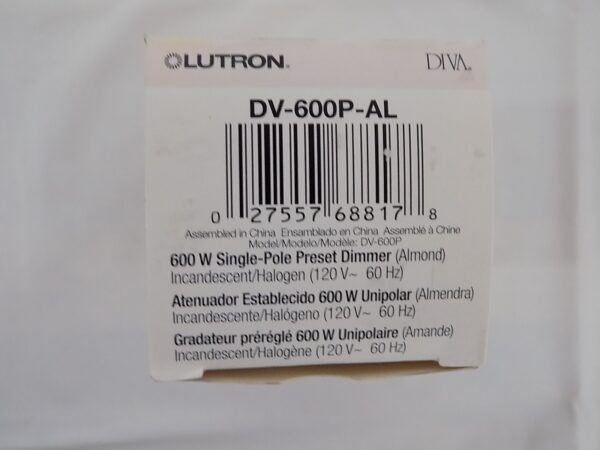 LUTRON®
DIVA®
DV-600P-AL
0 27557 68817 8
Assembled in China Ensamblado en China Assemblé à Chine
Model/Modelo/Modèle: DV-600P
600 W Single-Pole Preset Dimmer (Almond)
Incandescent/Halogen (120 V~ 60 Hz)
Atenuador Establecido 600 W Unipolar (Almendra)
Incandescente/Halógeno (120 V~ 60 Hz)
Gradateur préréglé 600 W Unipolaire (Amande)
Incandescent/Halogène (120 V~ 60 Hz)